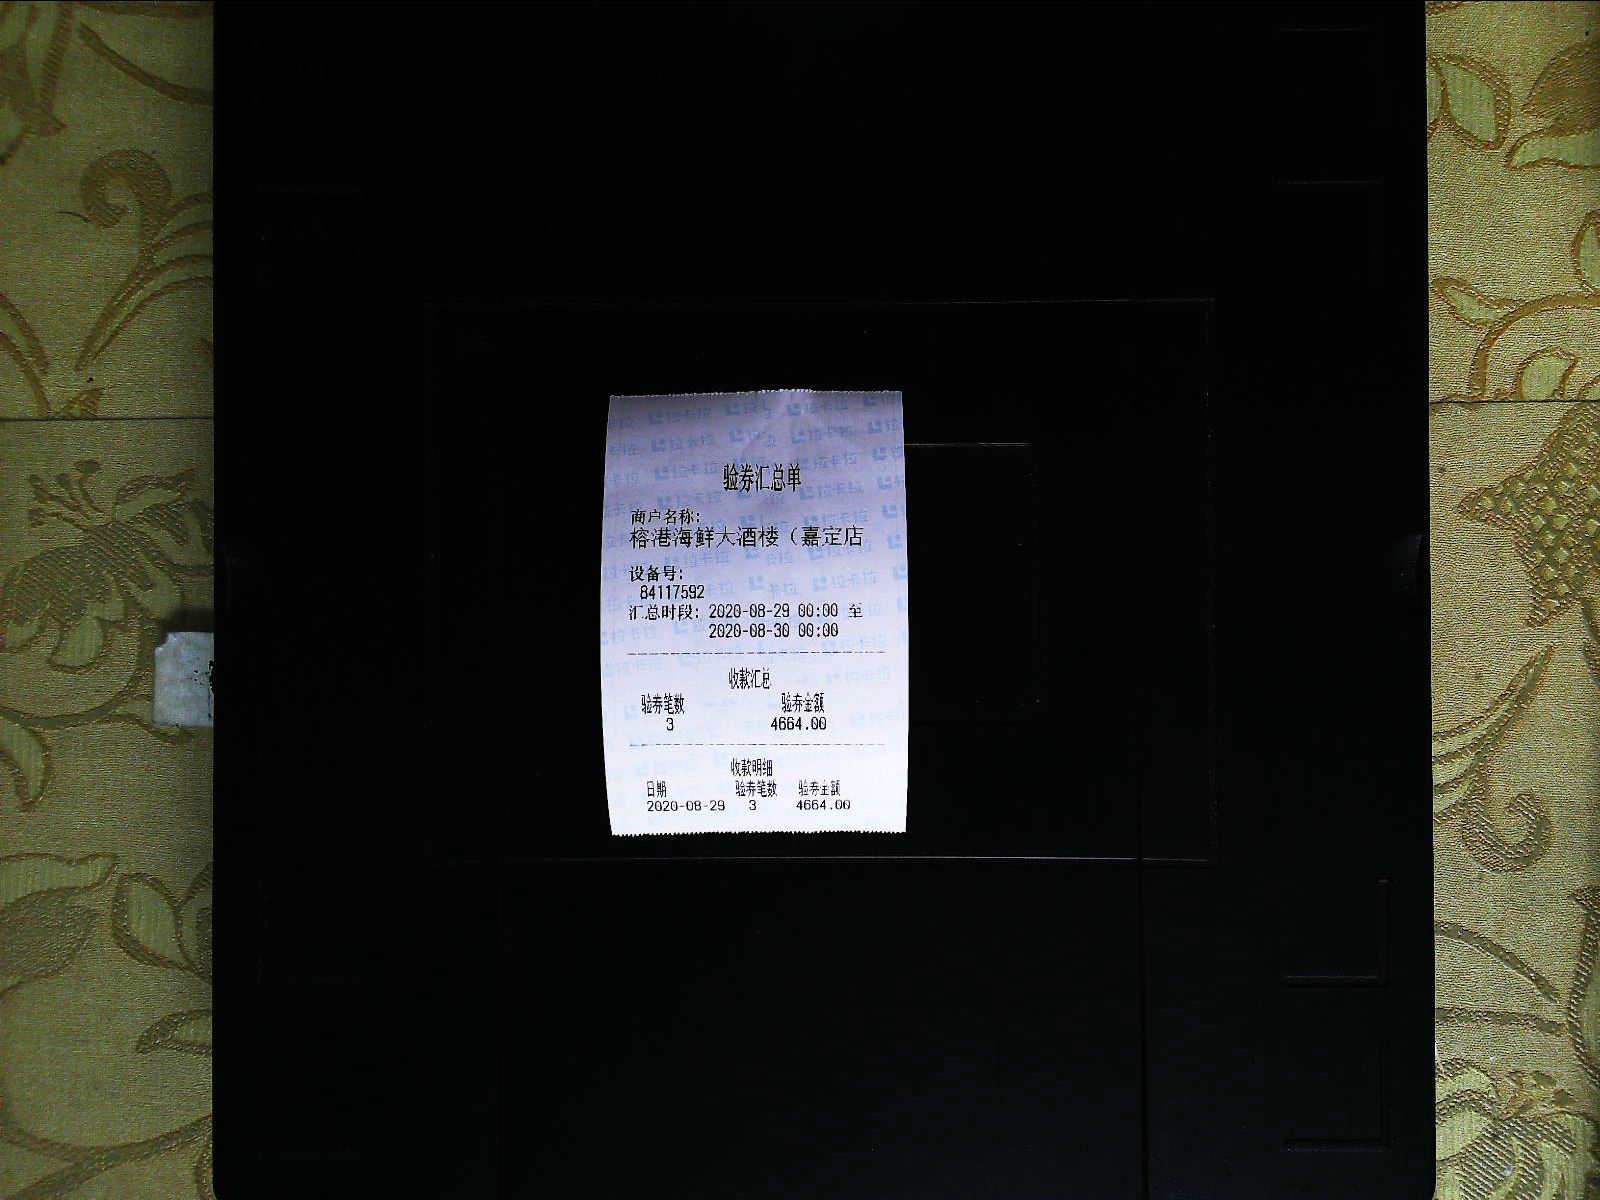 验券汇总单
商户名称:
榕港海鲜大酒楼（嘉定店
设备号:
84117592
汇总时段: 2020-08-29 00:00 至
2020-08-30 00:00
收款汇总
验券笔数 验券金额
3 4664.00
收款明细
日期 验券笔数 验券金额
2020-08-29 3 4664.00